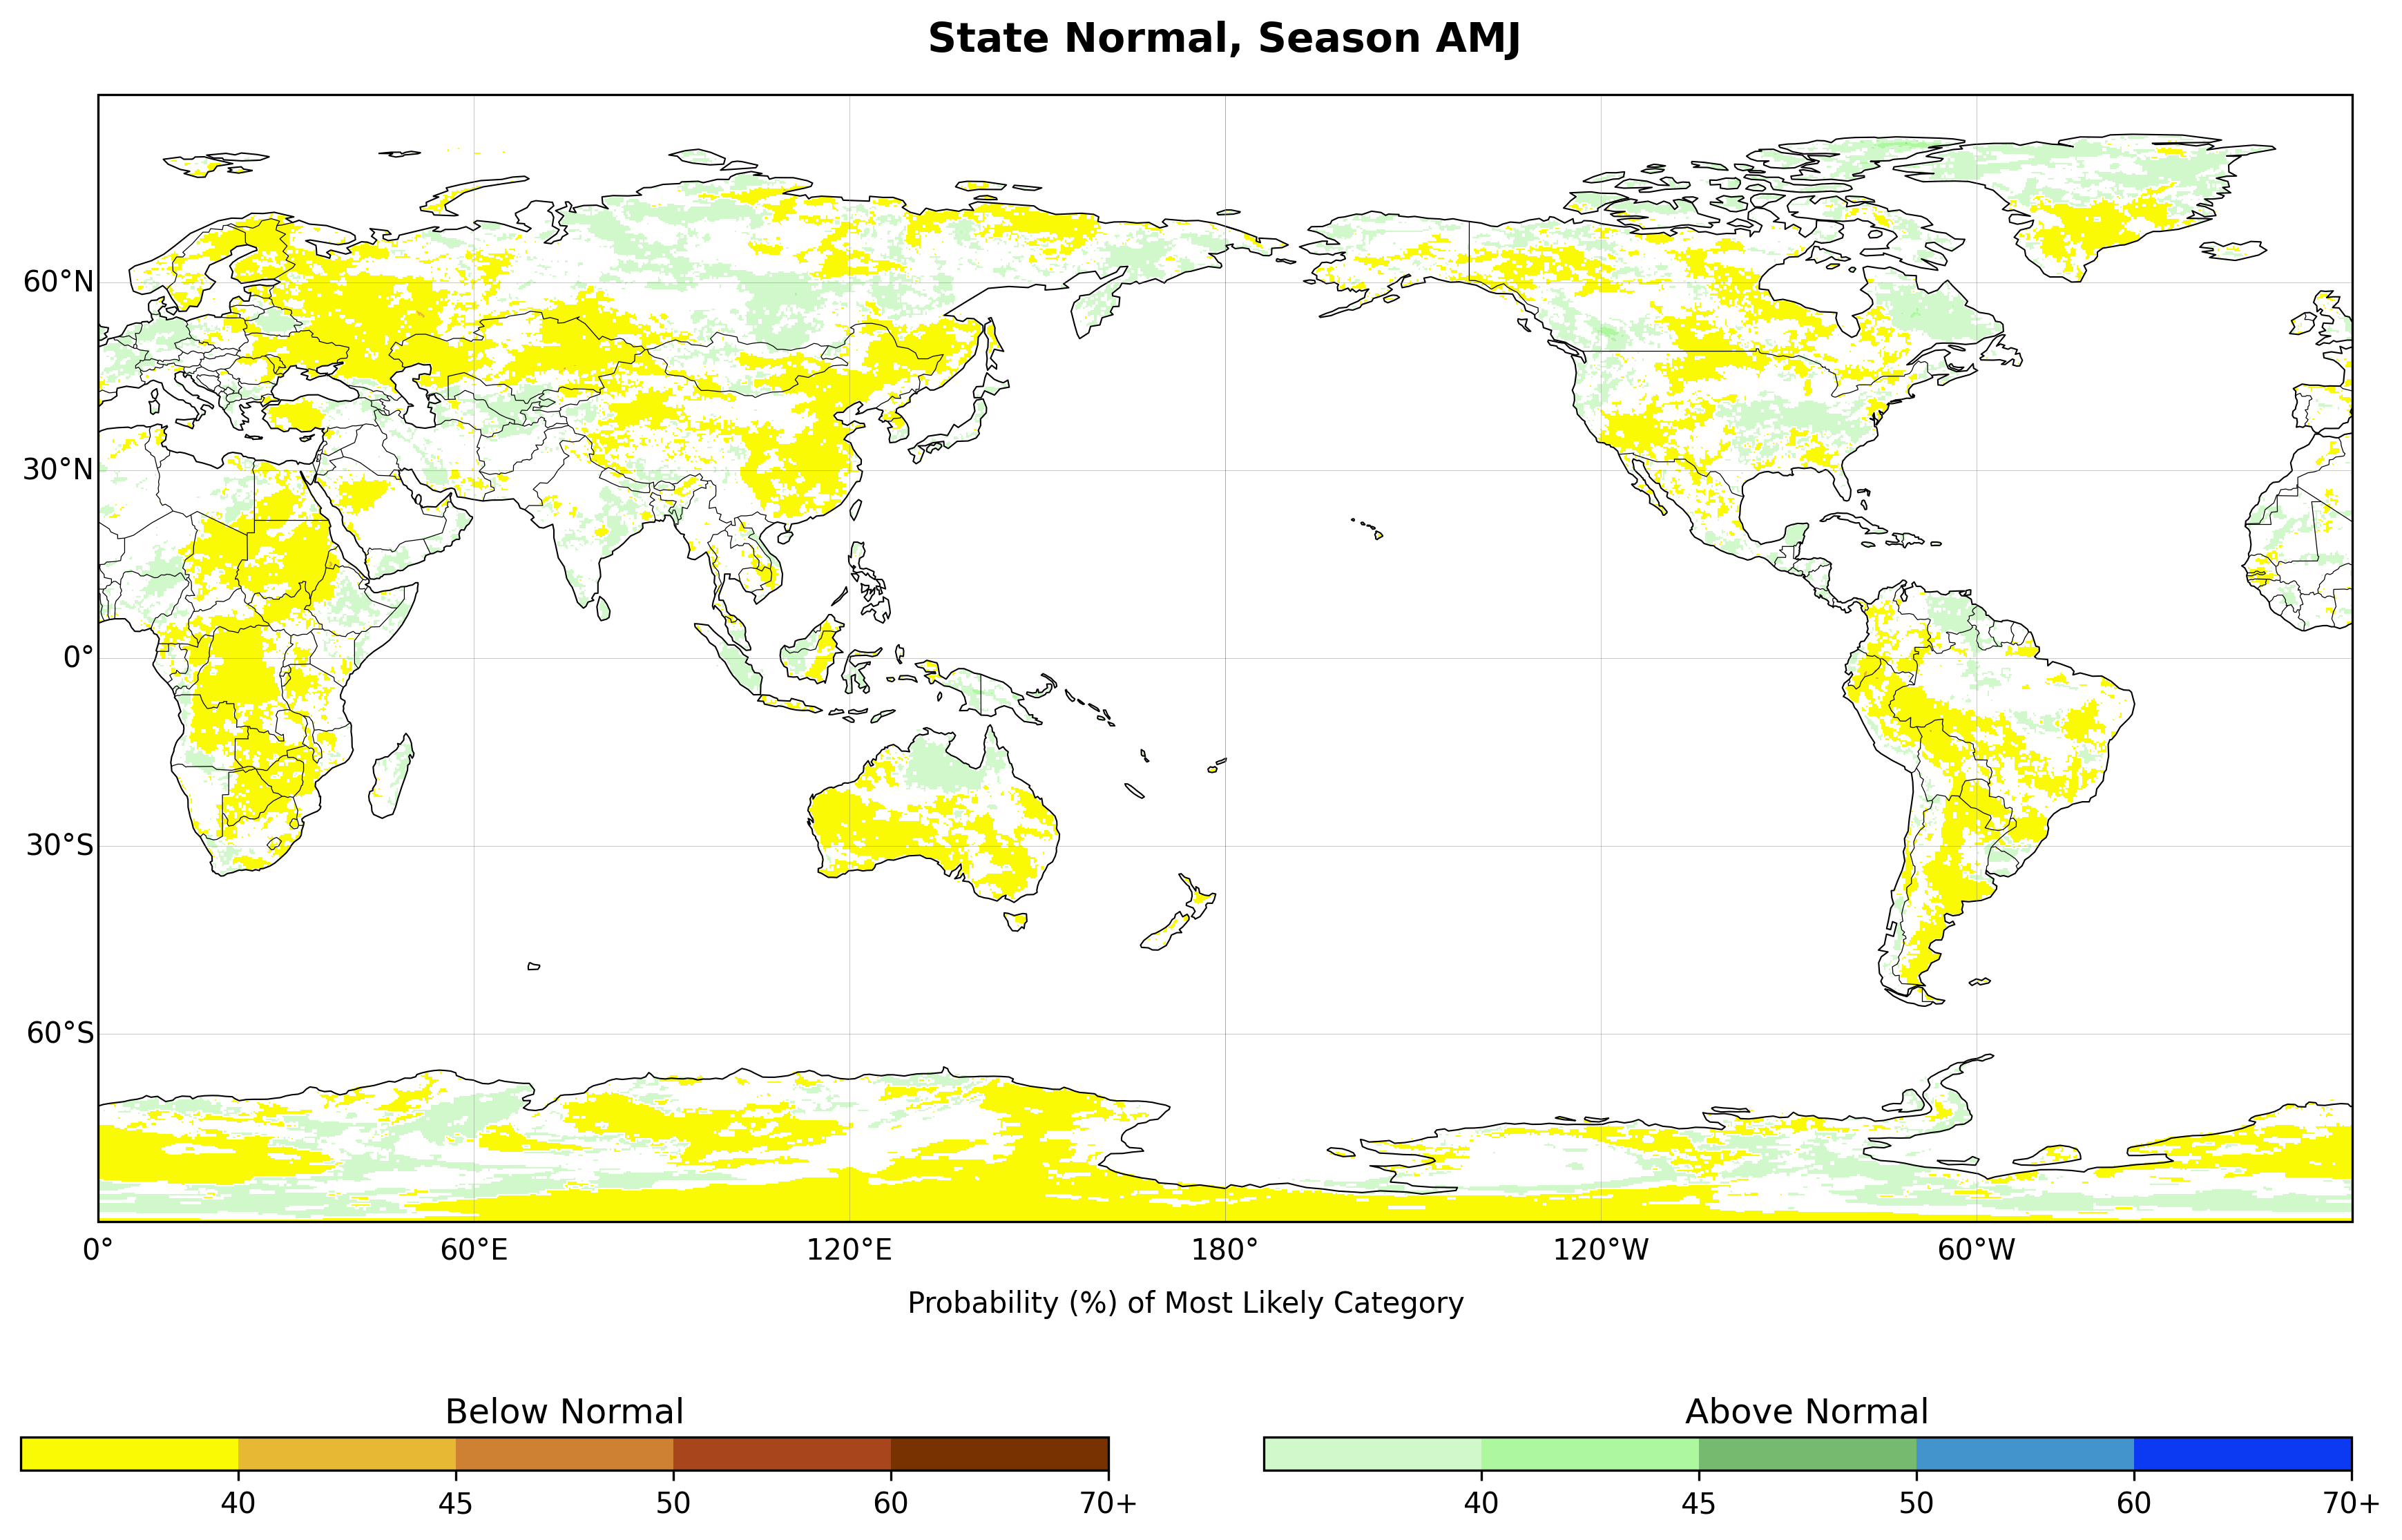 State Normal, Season AMJ
60°N
30°N
0°
30°S
60°S
0° 60°E 120°E 180° 120°W 60°W
Probability (%) of Most Likely Category
Below Normal
40 45 50 60 70+
Above Normal
40 45 50 60 70+